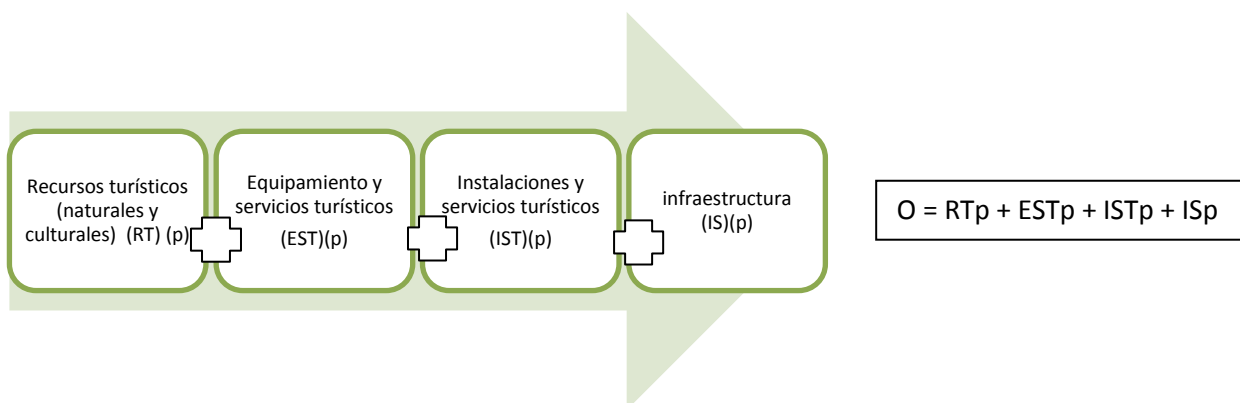 Recursos turísticos
(naturales y
culturales) (RT) (p)
Equipamiento y
servicios turísticos
(EST)(p)
Instalaciones y
servicios turísticos
(IST)(p)
infraestructura
(IS)(p)
O = RTp + ESTp + ISTp + ISp